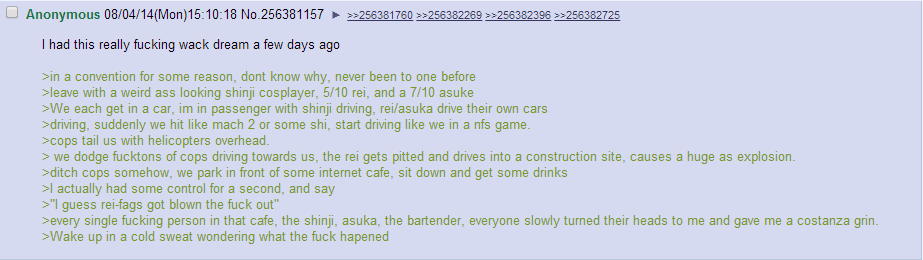 Anonymous 08/04/14(Mon)15:10:18 No.256381157 ► >>256381760 >>256382269 >>256382396 >>256382725
I had this really fucking wack dream a few days ago
>in a convention for some reason, dont know why, never been to one before
>leave with a weird ass looking shinji cosplayer, 5/10 rei, and a 7/10 asuke
>We each get in a car, im in passenger with shinji driving, rei/asuka drive their own cars
>driving, suddenly we hit like mach 2 or some shi, start driving like we in a nfs game.
>cops tail us with helicopters overhead.
> we dodge fucktons of cops driving towards us, the rei gets pitted and drives into a construction site, causes a huge as explosion.
>ditch cops somehow, we park in front of some internet cafe, sit down and get some drinks
>I actually had some control for a second, and say
>"I guess rei-fags got blown the fuck out"
>every single fucking person in that cafe, the shinji, asuka, the bartender, everyone slowly turned their heads to me and gave me a costanza grin.
>Wake up in a cold sweat wondering what the fuck hapened